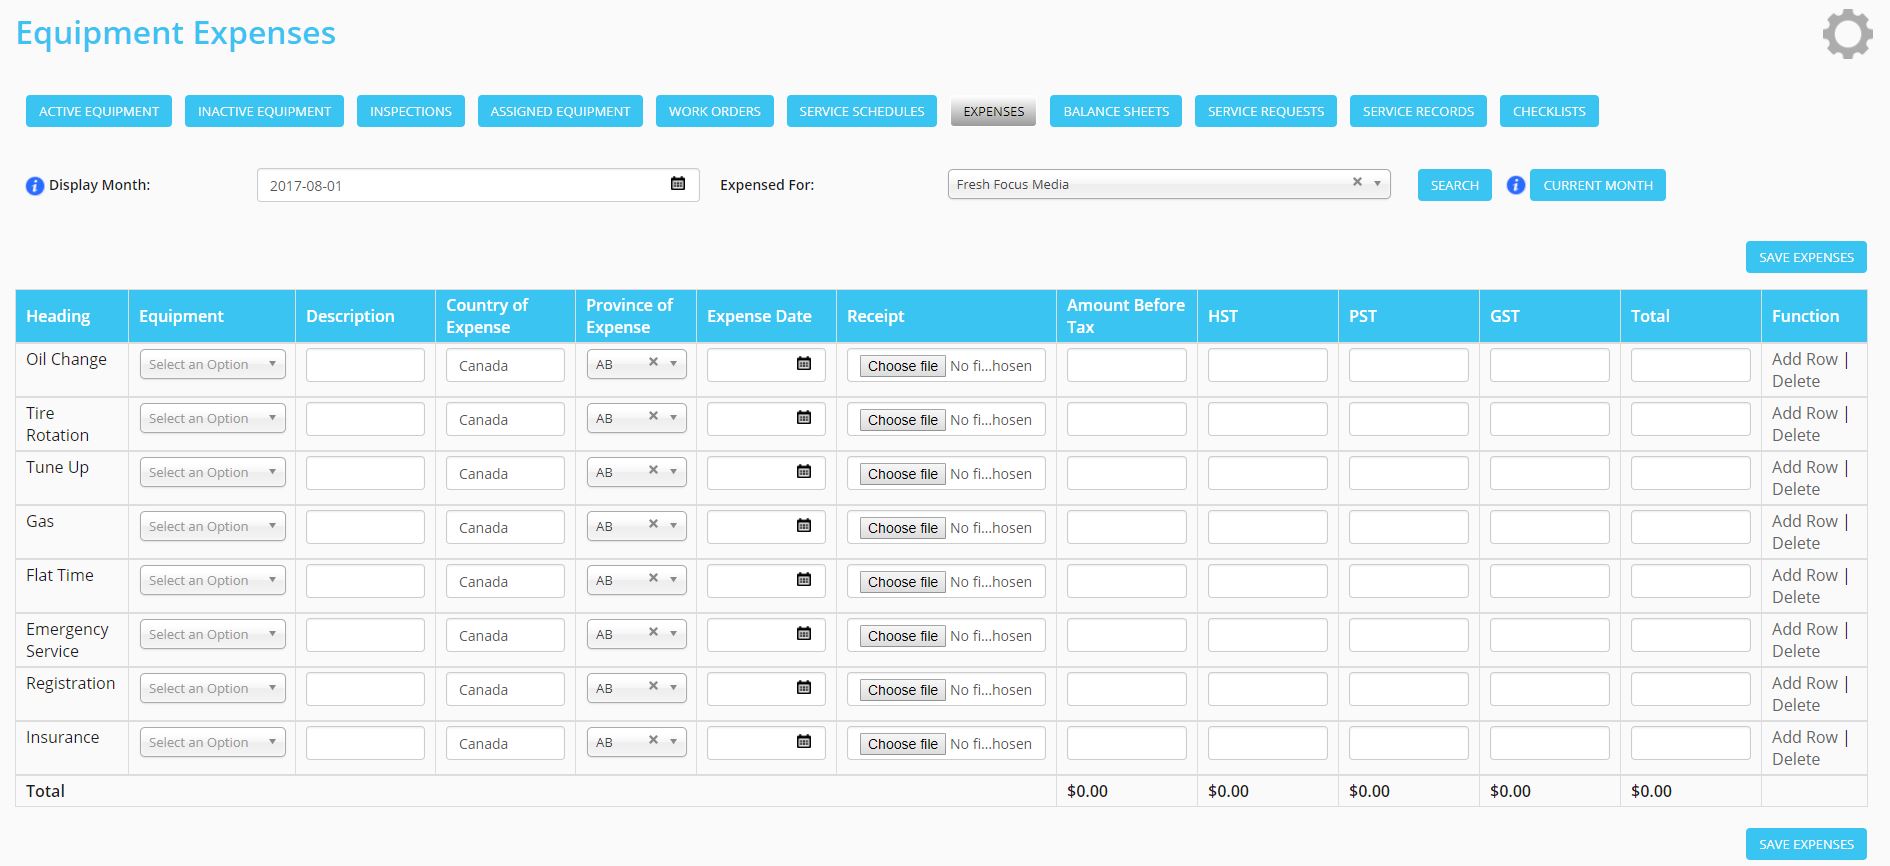 Equipment Expenses
ACTIVE EQUIPMENT INACTIVE EQUIPMENT INSPECTIONS ASSIGNED EQUIPMENT WORK ORDERS SERVICE SCHEDULES EXPENSES BALANCE SHEETS SERVICE REQUESTS SERVICE RECORDS CHECKLISTS
i Display Month: 2017-08-01 Expensed For: Fresh Focus Media SEARCH i CURRENT MONTH
SAVE EXPENSES
Heading Equipment Description Country of Expense Province of Expense Expense Date Receipt Amount Before Tax HST PST GST Total Function
Oil Change Select an Option Canada AB Choose file No fi...hosen Add Row |
Delete
Tire Rotation Select an Option Canada AB Choose file No fi...hosen Add Row |
Delete
Tune Up Select an Option Canada AB Choose file No fi...hosen Add Row |
Delete
Gas Select an Option Canada AB Choose file No fi...hosen Add Row |
Delete
Flat Time Select an Option Canada AB Choose file No fi...hosen Add Row |
Delete
Emergency Service Select an Option Canada AB Choose file No fi...hosen Add Row |
Delete
Registration Select an Option Canada AB Choose file No fi...hosen Add Row |
Delete
Insurance Select an Option Canada AB Choose file No fi...hosen Add Row |
Delete
Total $0.00 $0.00 $0.00 $0.00 $0.00
SAVE EXPENSES